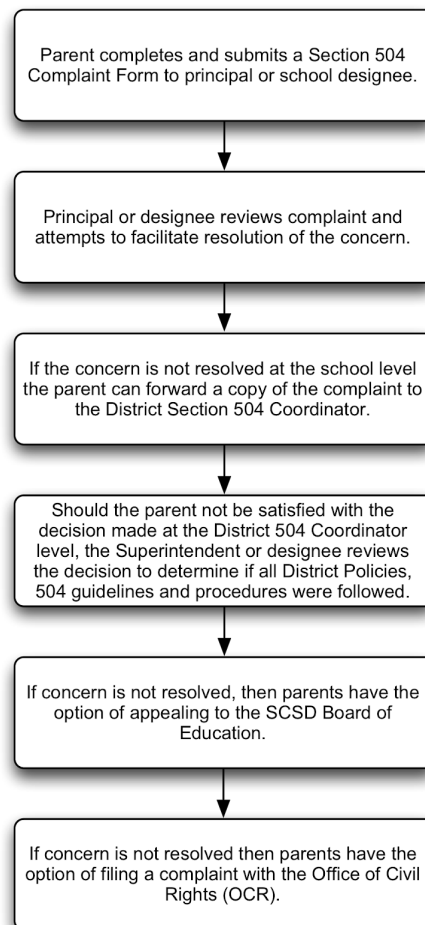 Parent completes and submits a Section 504
Complaint Form to principal or school designee.
Principal or designee reviews complaint and
attempts to facilitate resolution of the concern.
If the concern is not resolved at the school level
the parent can forward a copy of the complaint to
the District Section 504 Coordinator.
Should the parent not be satisfied with the
decision made at the District 504 Coordinator
level, the Superintendent or designee reviews
the decision to determine if all District Policies,
504 guidelines and procedures were followed.
If concern is not resolved, then parents have the
option of appealing to the SCSD Board of
Education.
If concern is not resolved then parents have the
option of filing a complaint with the Office of Civil
Rights (OCR).